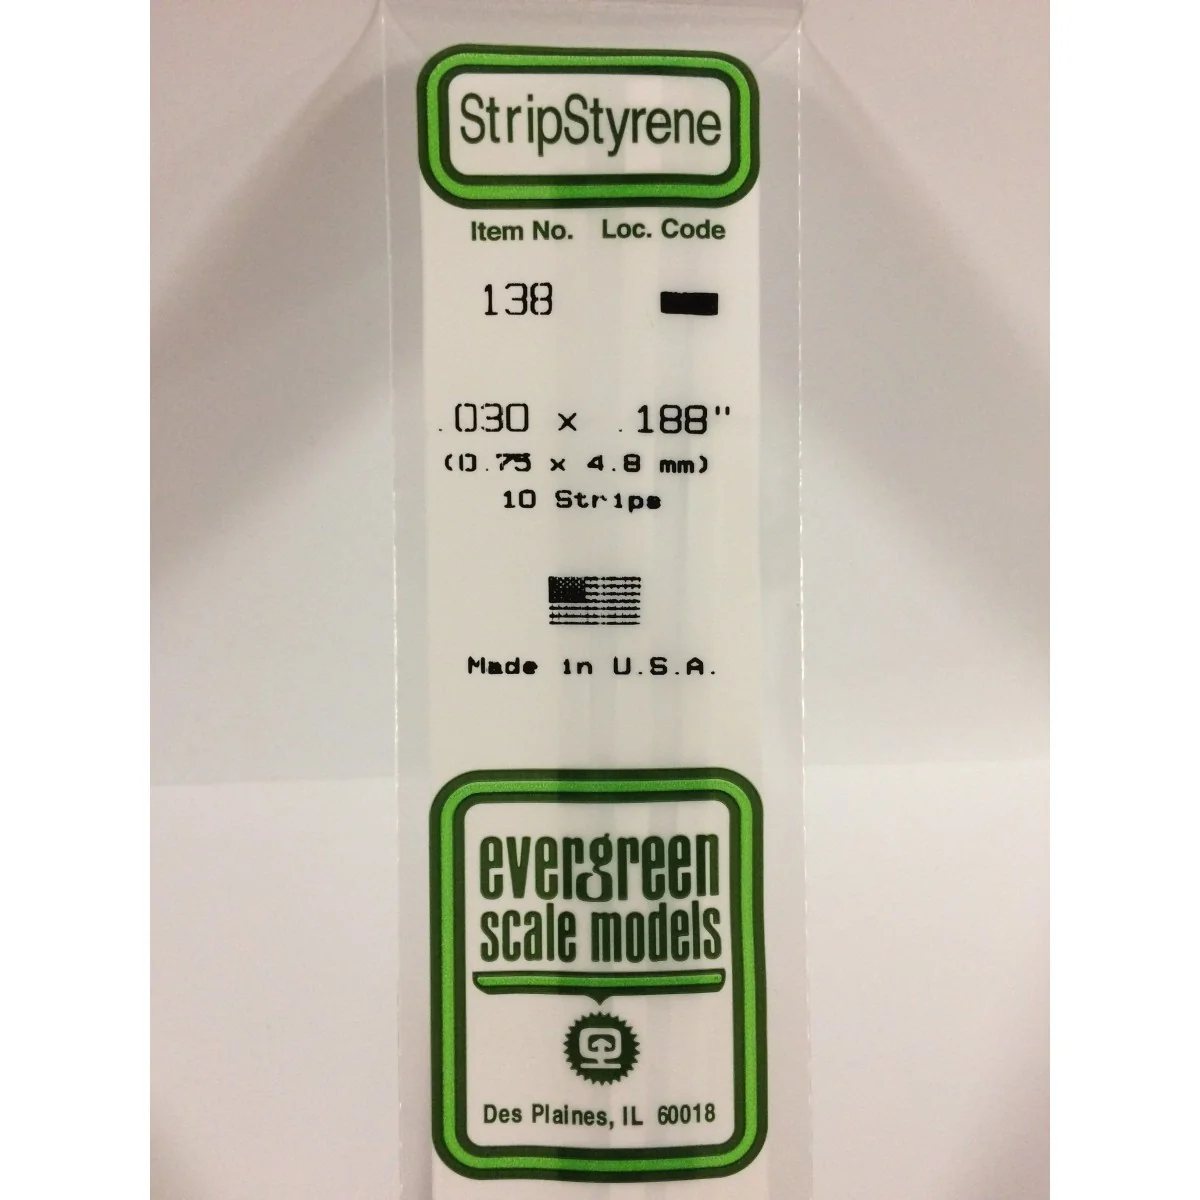 StripStyrene
Item No. Loc. Code
138
.030 x .188"
(0.75 x 4.8 mm)
10 Strips
Made in U.S.A.
evergreen
scale models
Des Plaines, IL 60018